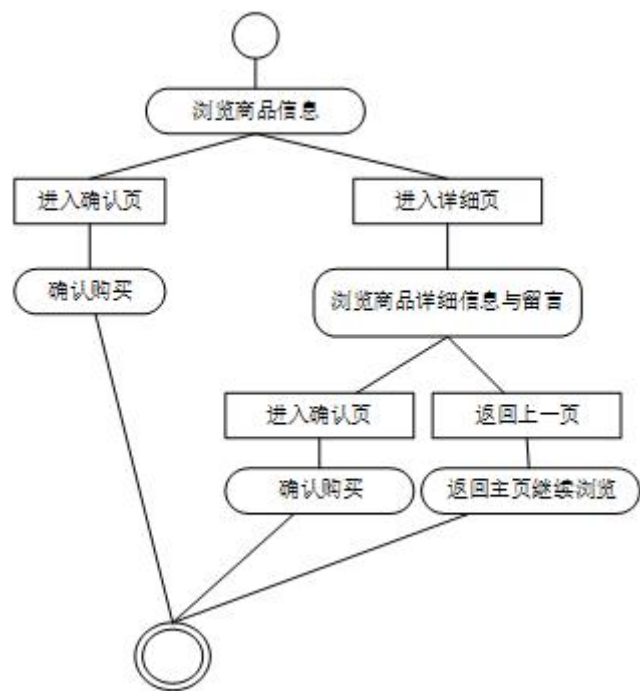 浏览商品信息
进入确认页
进入详细页
确认购买
浏览商品详细信息与留言
进入确认页
返回上一页
确认购买
返回主页继续浏览